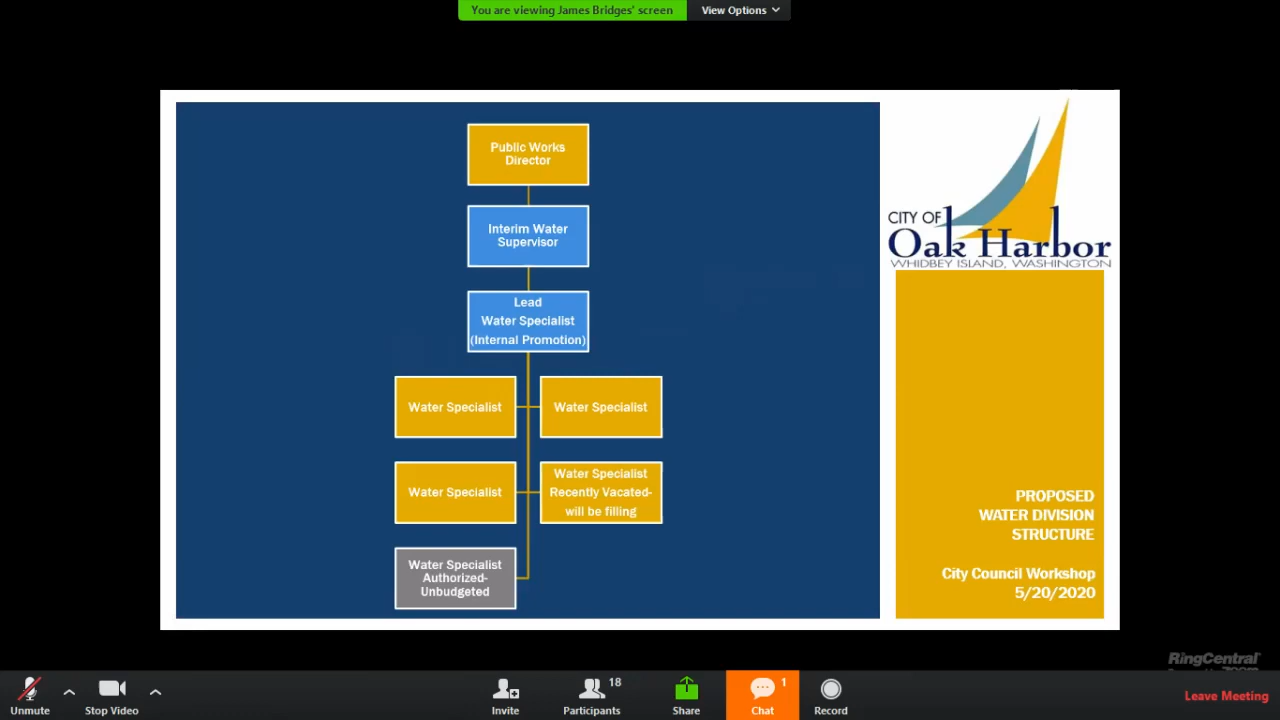 You are viewing James Bridges' screen
View Options
Public Works
Director
Interim Water
Supervisor
Lead
Water Specialist
(Internal Promotion)
Water Specialist
Water Specialist
Water Specialist
Water Specialist
Recently Vacated-
will be filling
Water Specialist
Authorized-
Unbudgeted
CITY OF
Oak Harbor
WHIDBEY ISLAND, WASHINGTON
PROPOSED
WATER DIVISION
STRUCTURE
City Council Workshop
5/20/2020
RingCentral
Unmute
Stop Video
Invite
18
Participants
Share
1
Chat
Record
Leave Meeting